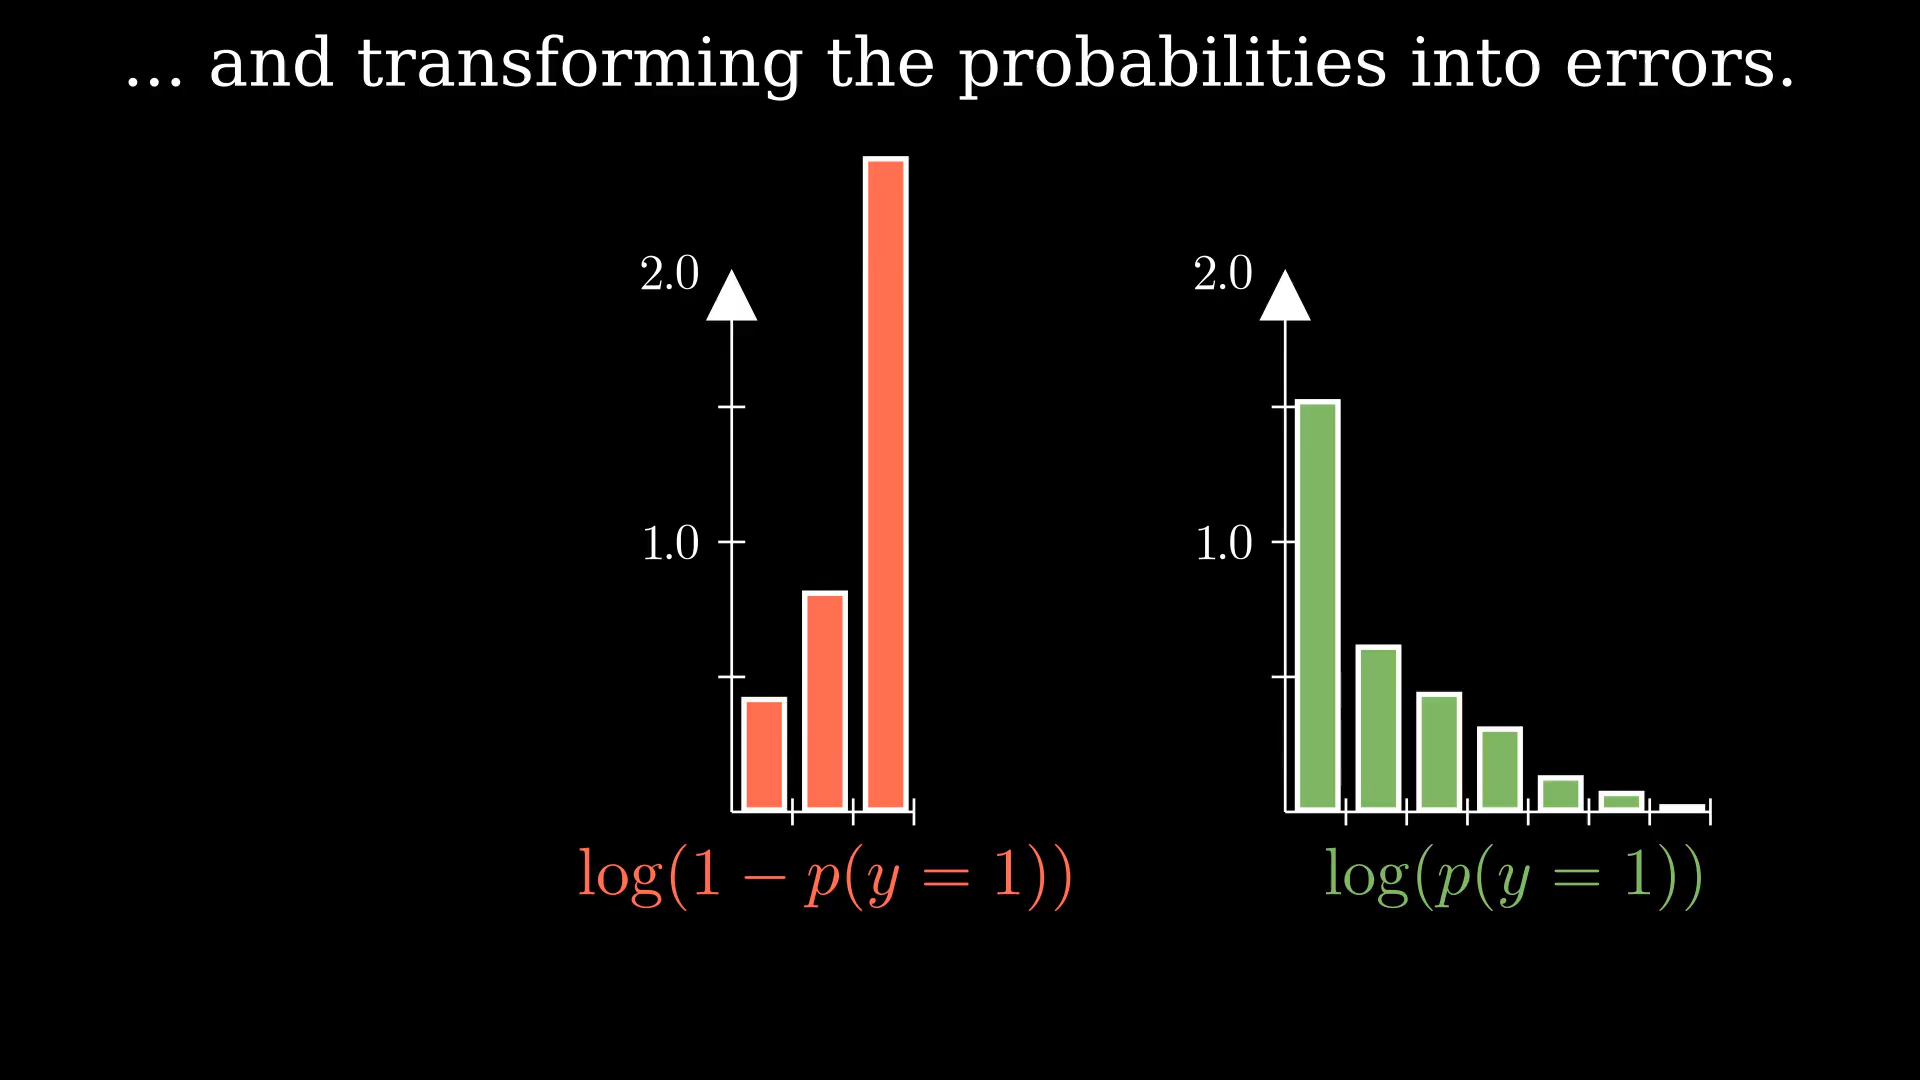 ... and transforming the probabilities into errors.
2.0
1.0
log(1 − p(y = 1))
2.0
1.0
log(p(y = 1))